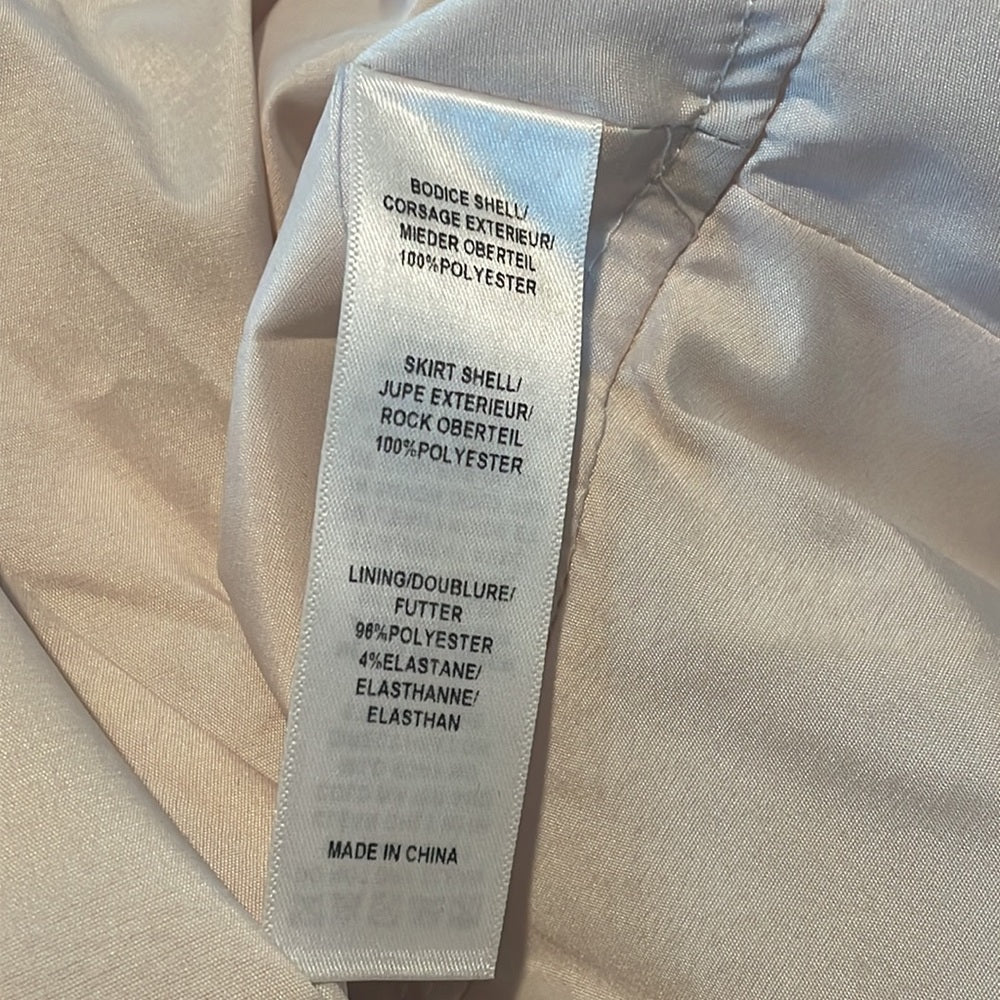 BODICE SHELL/
CORSAGE EXTERIEUR/
MIEDER OBERTEIL
100%POLYESTER
SKIRT SHELL/
JUPE EXTERIEUR/
ROCK OBERTEIL
100%POLYESTER
LINING/DOUBLURE/
FUTTER
96%POLYESTER
4%ELASTANE/
ELASTHANNE/
ELASTHAN
MADE IN CHINA